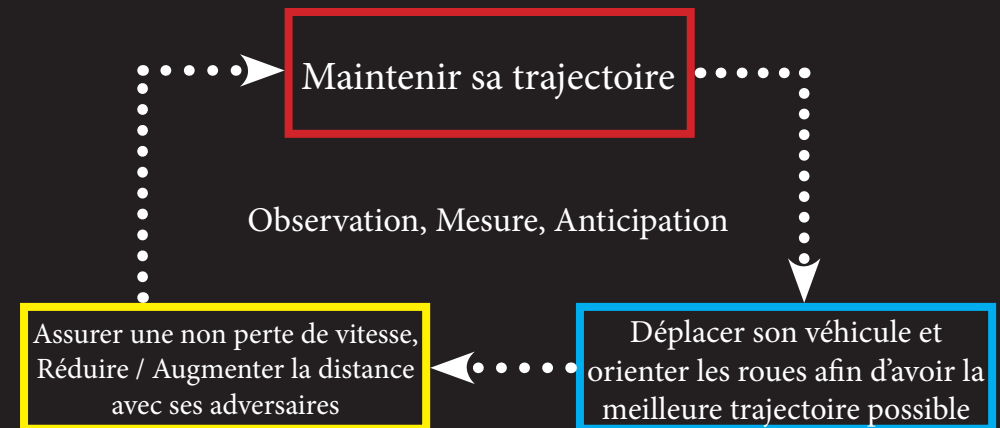 Maintenir sa trajectoire
Observation, Mesure, Anticipation
Assurer une non perte de vitesse,
Réduire / Augmenter la distance
avec ses adversaires
Déplacer son véhicule et
orienter les roues afin d’avoir la
meilleure trajectoire possible